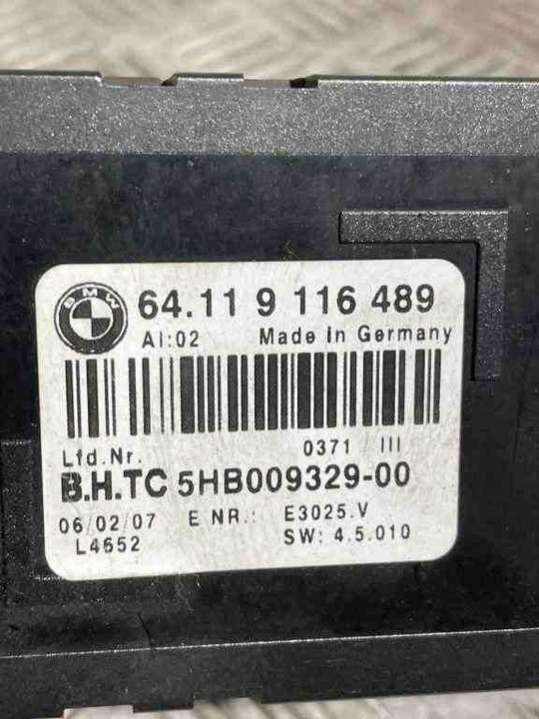 BMW
64.11 9 116 489
AI:02 Made in Germany
Lfd.Nr. 0371 III
B.H.TC 5HB009329-00
06/02/07 E NR.: E3025.V
L4652 SW: 4.5.010